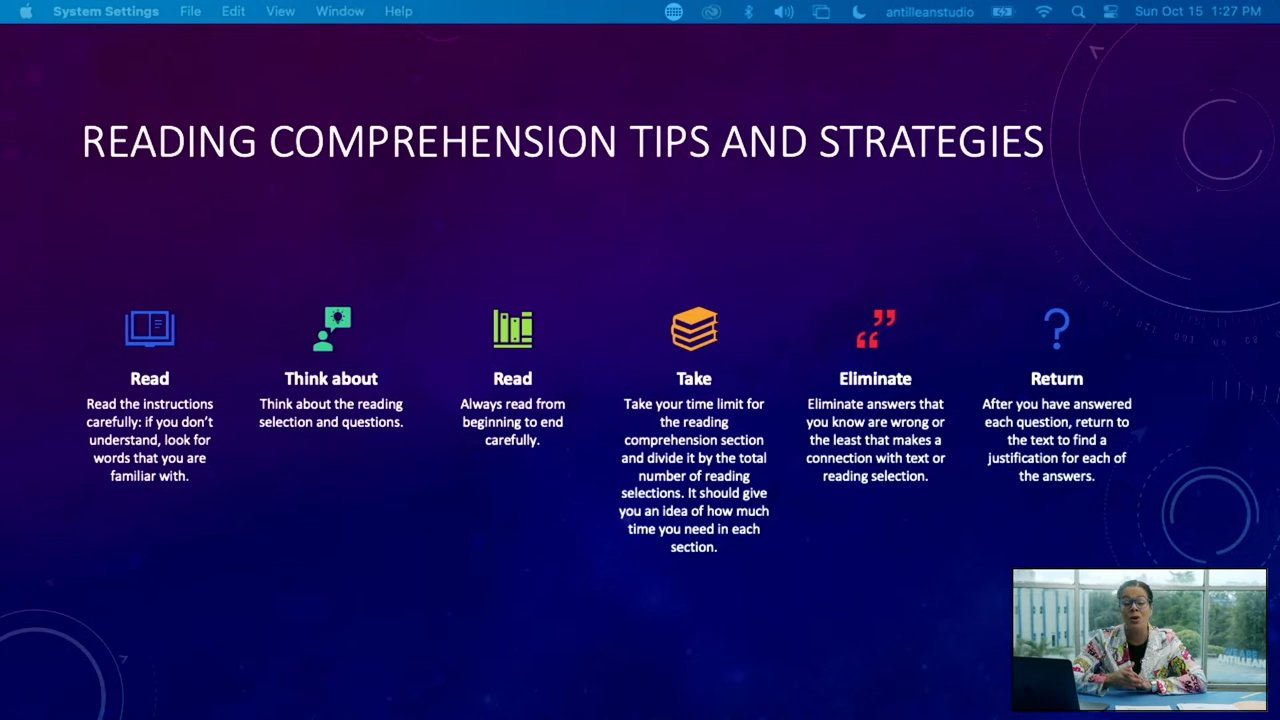 System Settings File Edit View Window Help antilleanstudio Sun Oct 15 1:27 PM
READING COMPREHENSION TIPS AND STRATEGIES
Read
Read the instructions
carefully: if you don't
understand, look for
words that you are
familiar with.
Think about
Think about the reading
selection and questions.
Read
Always read from
beginning to end
carefully.
Take
Take your time limit for
the reading
comprehension section
and divide it by the total
number of reading
selections. It should give
you an idea of how much
time you need in each
section.
Eliminate
Eliminate answers that
you know are wrong or
the least that makes a
connection with text or
reading selection.
Return
After you have answered
each question, return to
the text to find a
justification for each of
the answers.
WE ARE
ANTILLEAN